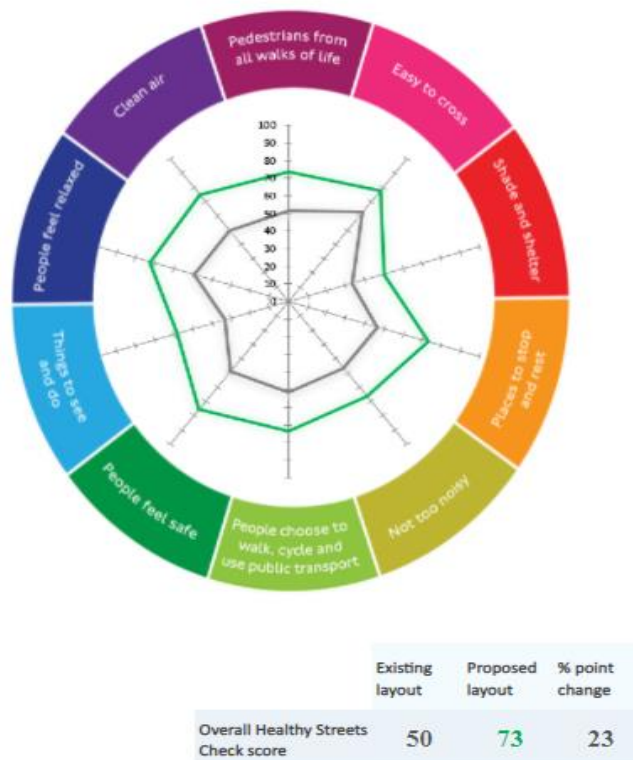 Pedestrians from
all walks of life
Easy to cross
Shade and shelter
Places to stop
and rest
Not too noisy
People choose to
walk, cycle and
use public transport
People feel safe
Things to see
and do
People feel relaxed
Clean air
100
90
80
70
60
50
40
30
20
10
0
Existing
layout
Proposed
layout
% point
change
Overall Healthy Streets
Check score
50
73
23